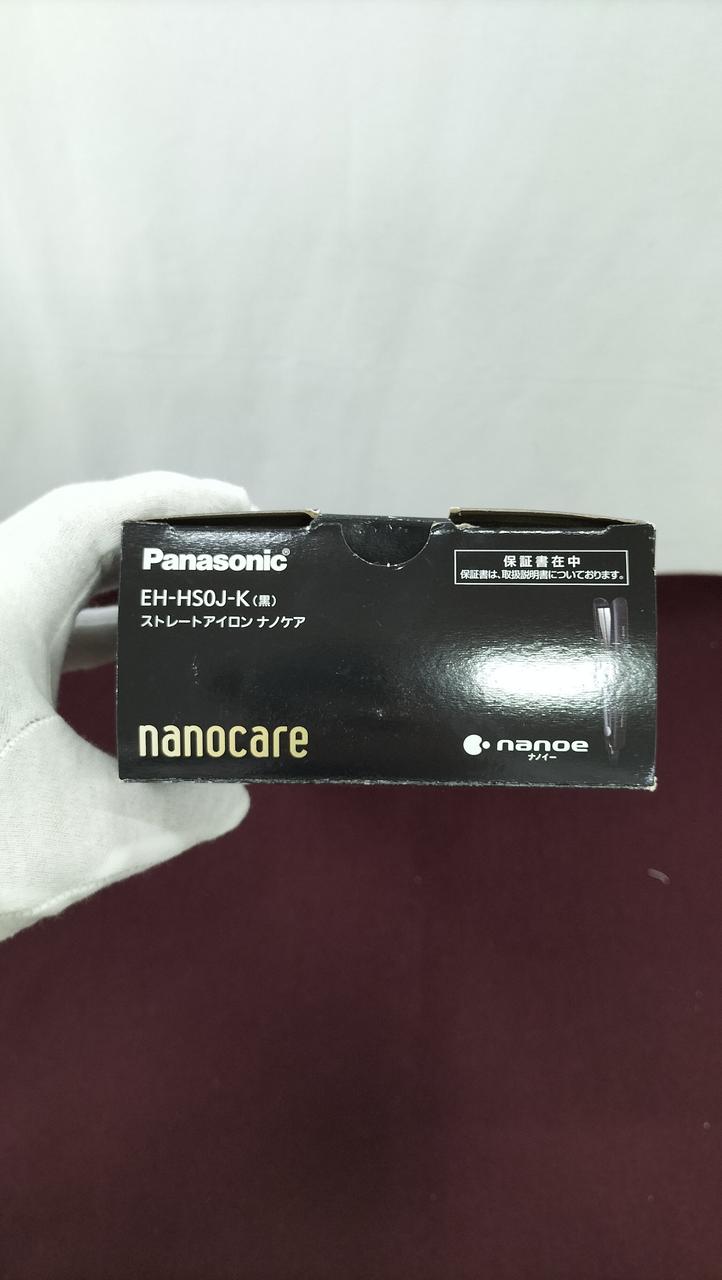 Panasonic®
EH-HS0J-K（黒）
ストレートアイロン ナノケア
nanocare
保証書在中
保証書は、取扱説明書についております。
nanoe
ナノイー